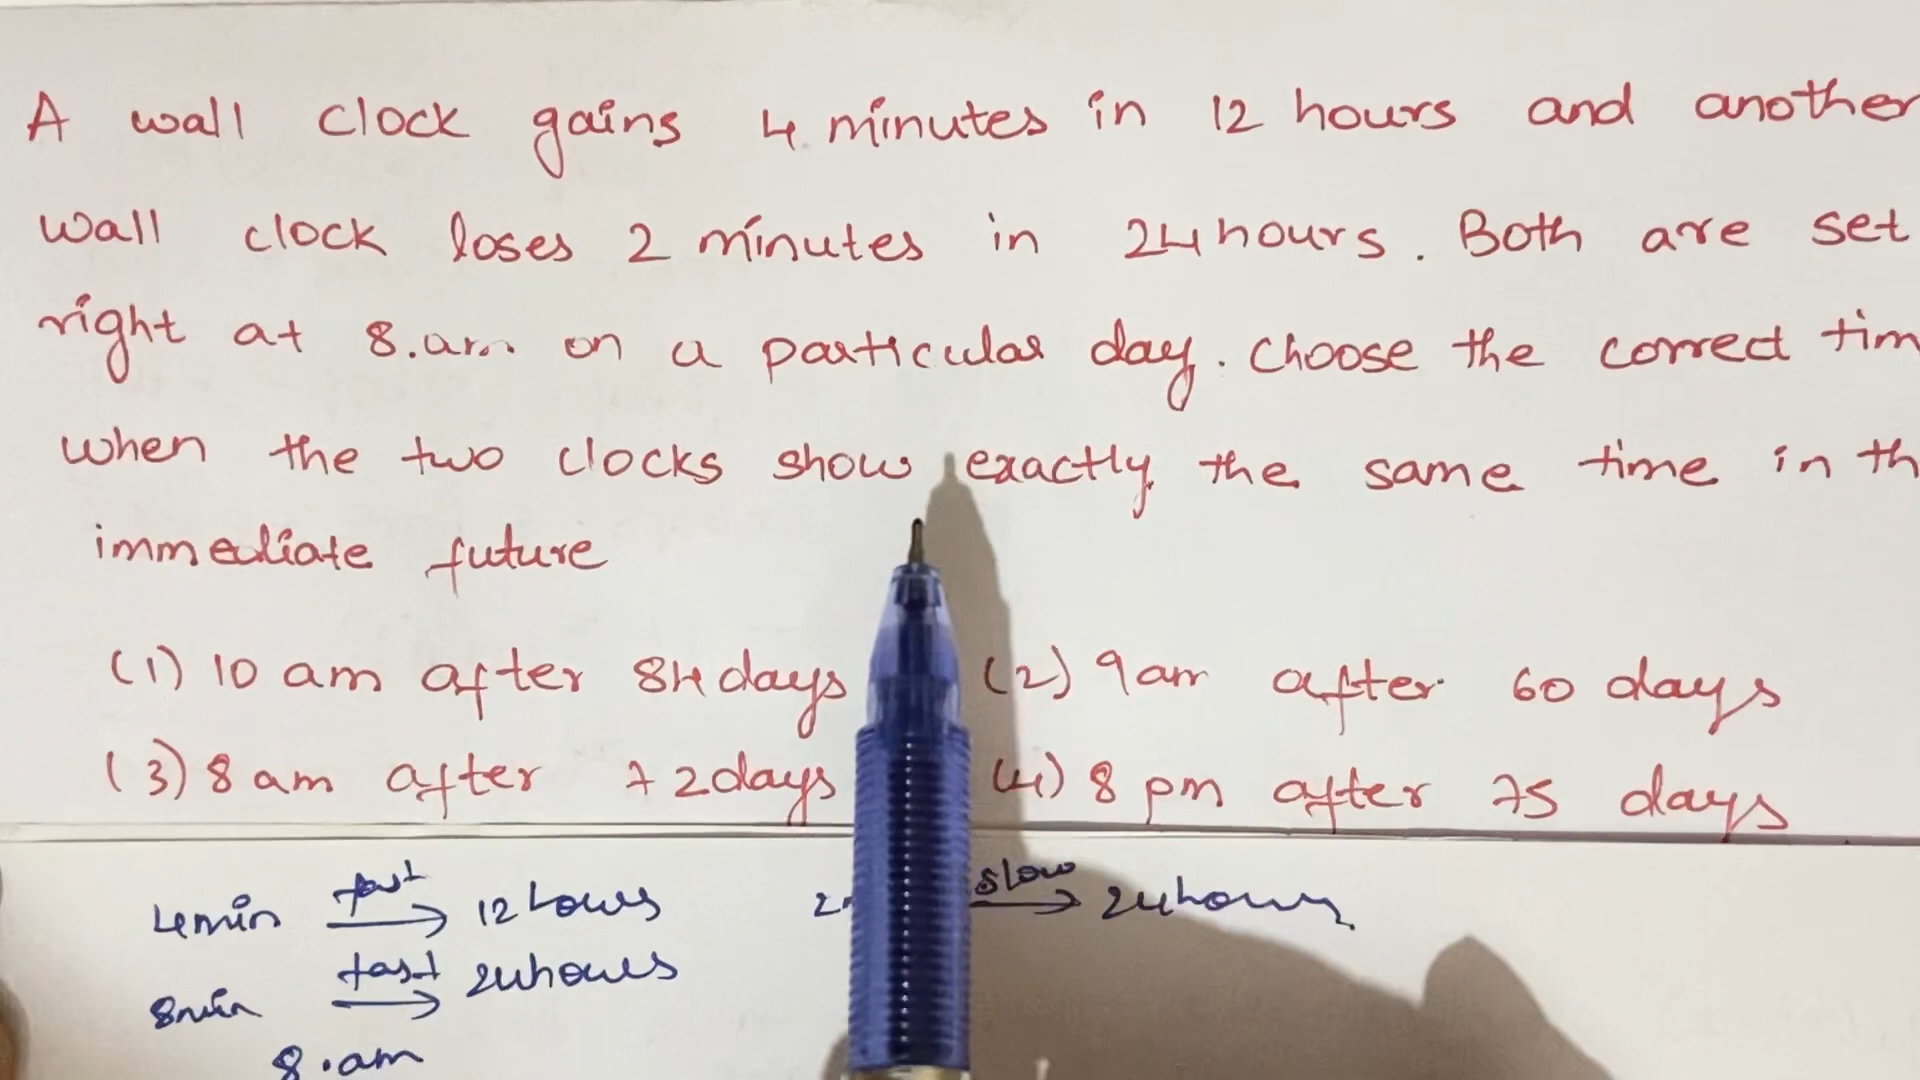 A wall clock gains 4 minutes in 12 hours and another
wall clock loses 2 minutes in 24 hours. Both are set
right at 8.am on a particular day. Choose the correct tim
when the two clocks show exactly the same time in th
immediate future
(1) 10 am after 84 days (2) 9am after 60 days
(3) 8 am after 72 days (4) 8 pm after 75 days
4min fast → 12 hours 2 slow → 24 hours
8min fast → 24 hours
8.am